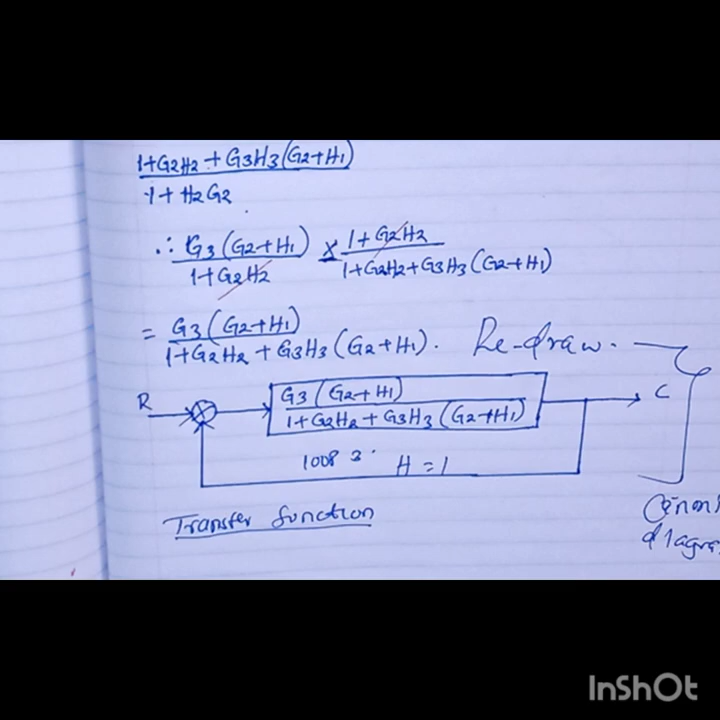 1+G2H2 + G3H3(G2+H1)
1+H2G2
∴ G3(G2+H1) × 1+G2H2
1+G2H2 1+G2H2+G3H3(G2+H1)
= G3(G2+H1)
1+G2H2 + G3H3(G2+H1). Re-draw.
R G3(G2+H1) C
1+G2H2 + G3H3(G2+H1)
H=1
Transfer function
InShOt